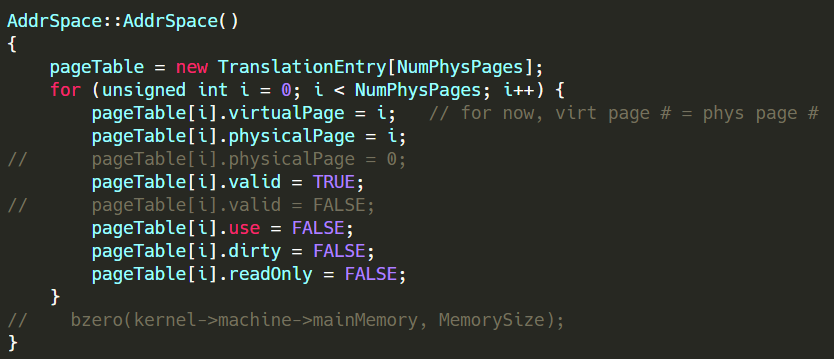 AddrSpace::AddrSpace()
{
    pageTable = new TranslationEntry[NumPhysPages];
    for (unsigned int i = 0; i < NumPhysPages; i++) {
        pageTable[i].virtualPage = i;   // for now, virt page # = phys page #
        pageTable[i].physicalPage = i;
//      pageTable[i].physicalPage = 0;
        pageTable[i].valid = TRUE;
//      pageTable[i].valid = FALSE;
        pageTable[i].use = FALSE;
        pageTable[i].dirty = FALSE;
        pageTable[i].readOnly = FALSE;
    }
//    bzero(kernel->machine->mainMemory, MemorySize);
}